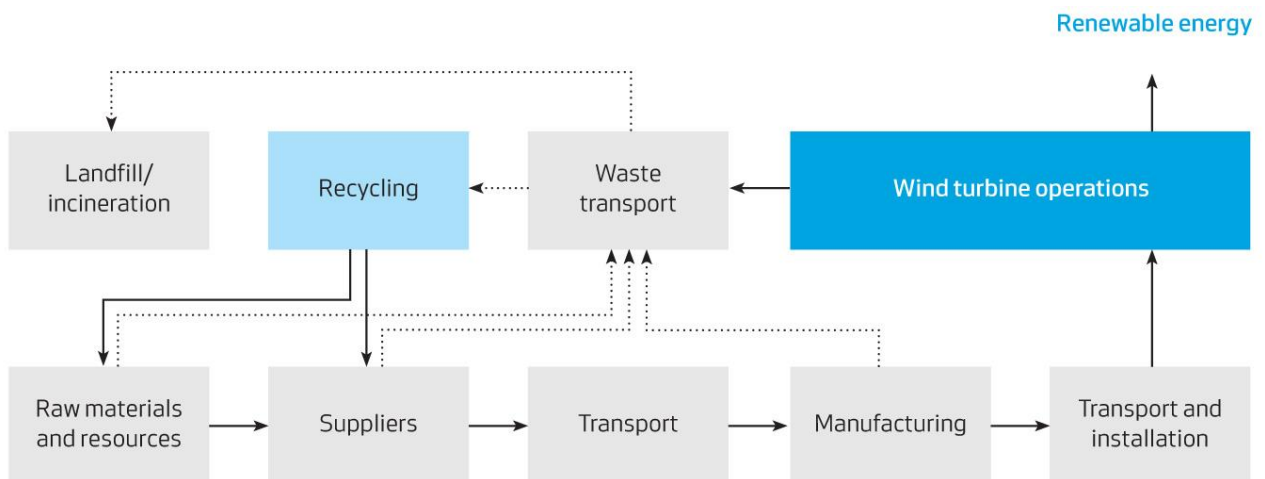 Renewable energy
Landfill/
incineration
Recycling
Waste
transport
Wind turbine operations
Raw materials
and resources
Suppliers
Transport
Manufacturing
Transport and
installation